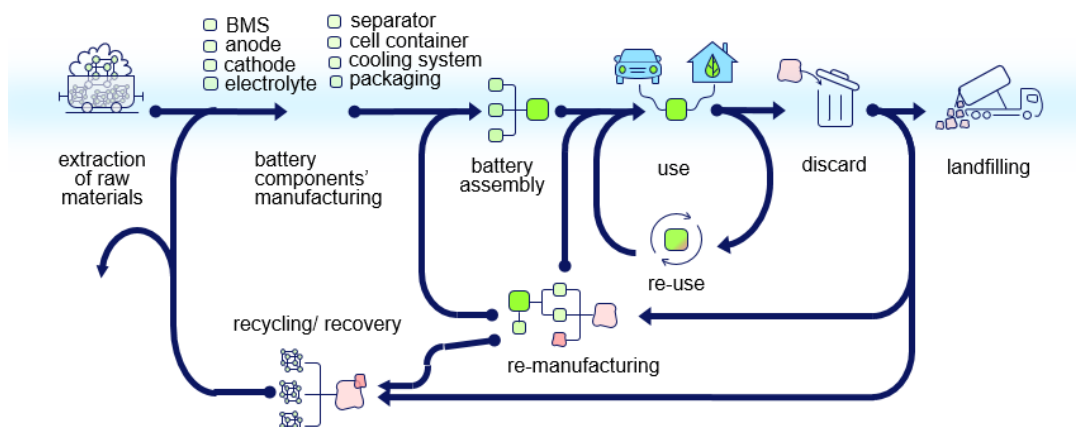 BMS
anode
cathode
electrolyte
separator
cell container
cooling system
packaging
extraction
of raw
materials
battery
components'
manufacturing
battery
assembly
use
discard
landfilling
re-use
recycling/ recovery
re-manufacturing